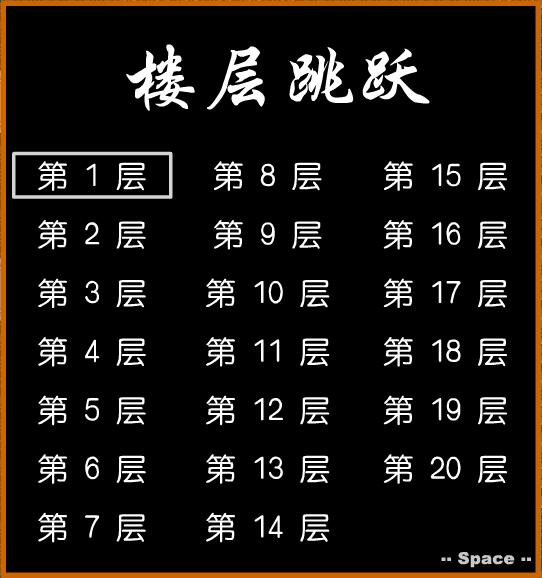 楼层跳跃
第 1 层 第 8 层 第 15 层
第 2 层 第 9 层 第 16 层
第 3 层 第 10 层 第 17 层
第 4 层 第 11 层 第 18 层
第 5 层 第 12 层 第 19 层
第 6 层 第 13 层 第 20 层
第 7 层 第 14 层
-- Space --